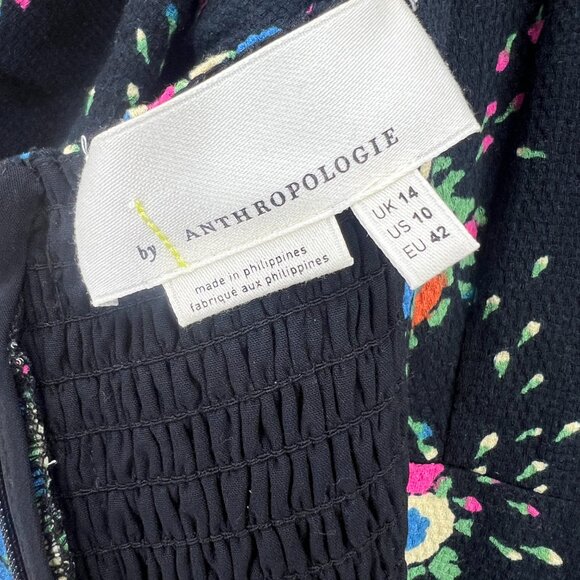 by ANTHROPOLOGIE
made in philippines
fabriqué aux philippines
UK 14
US 10
EU 42